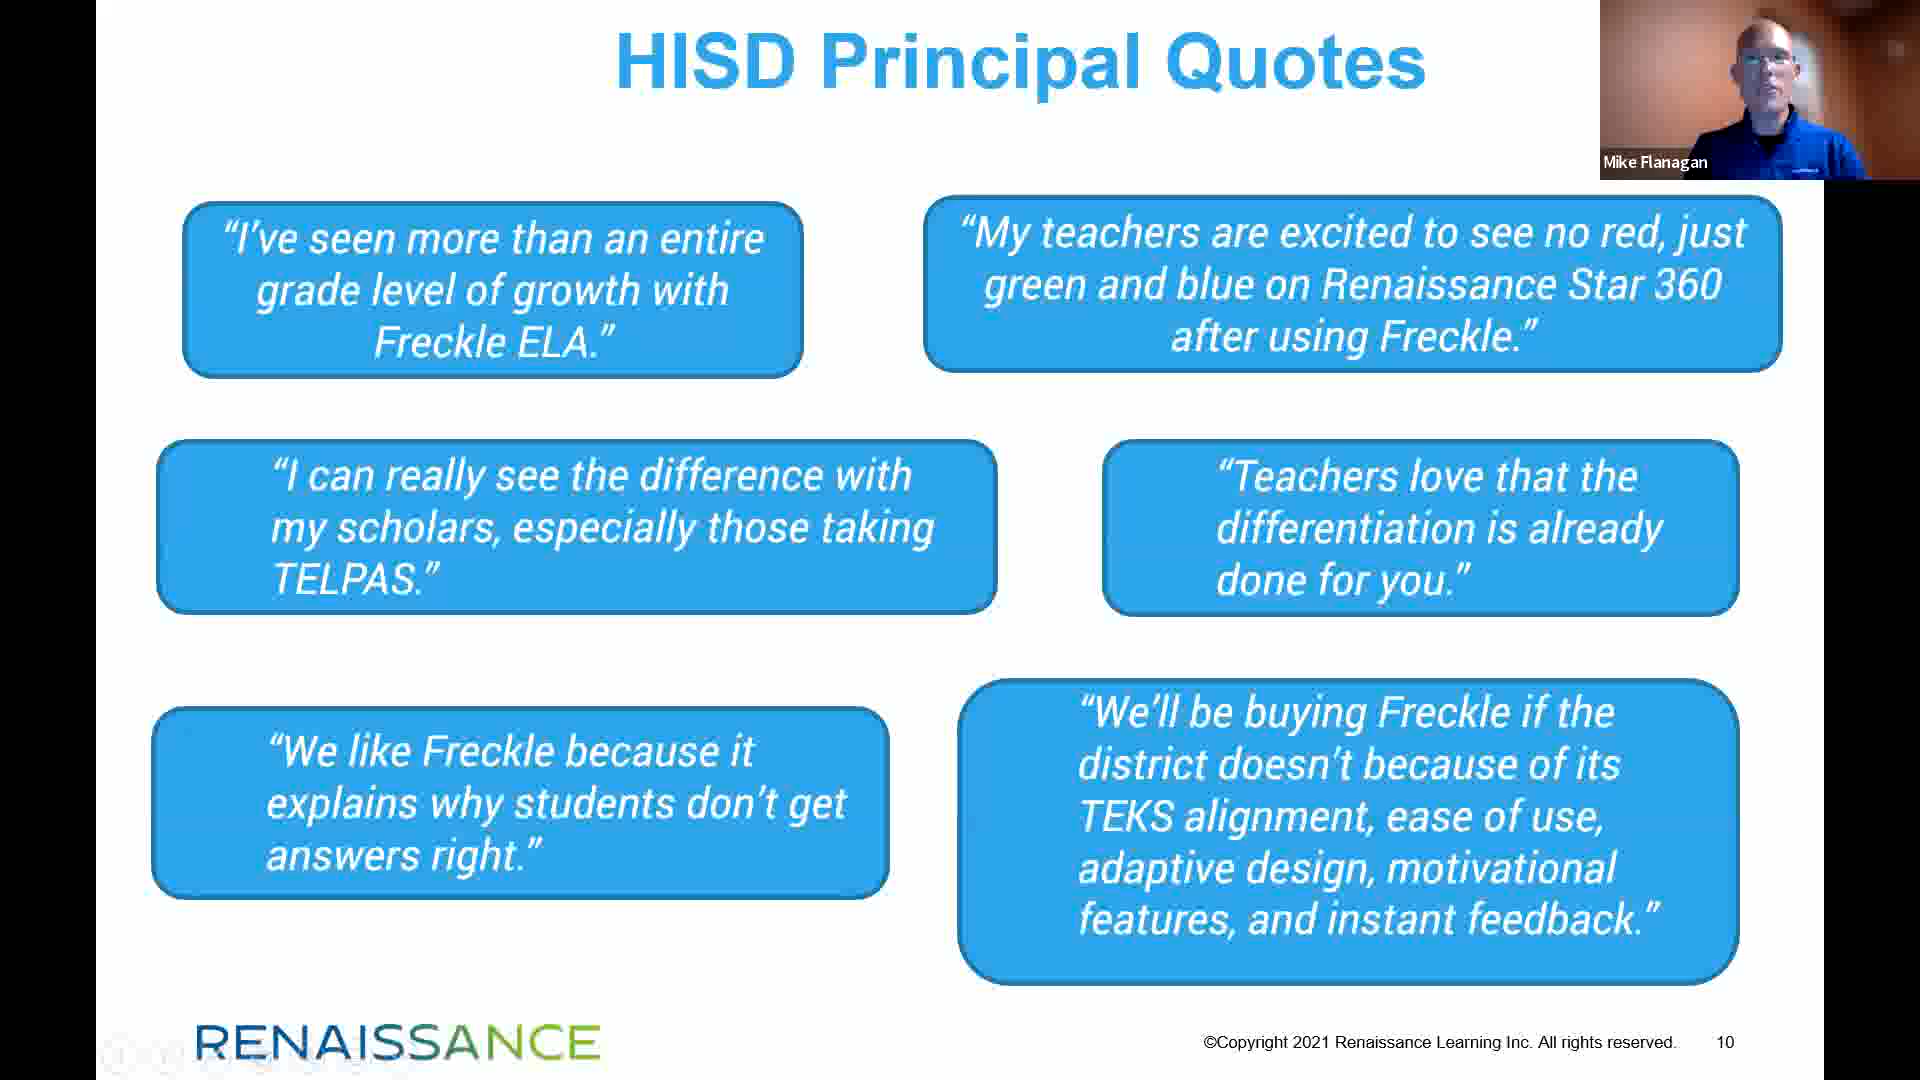 HISD Principal Quotes
Mike Flanagan
“I’ve seen more than an entire
grade level of growth with
Freckle ELA.”
“My teachers are excited to see no red, just
green and blue on Renaissance Star 360
after using Freckle.”
“I can really see the difference with
my scholars, especially those taking
TELPAS.”
“Teachers love that the
differentiation is already
done for you.”
“We like Freckle because it
explains why students don’t get
answers right.”
“We’ll be buying Freckle if the
district doesn’t because of its
TEKS alignment, ease of use,
adaptive design, motivational
features, and instant feedback.”
RENAISSANCE
©Copyright 2021 Renaissance Learning Inc. All rights reserved.
10